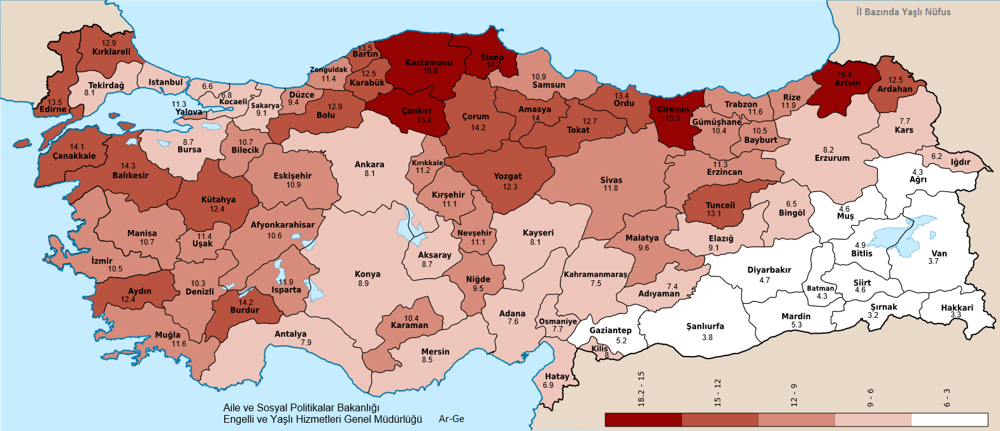 İl Bazında Yaşlı Nüfus
12.9
Kırklareli
Tekirdağ
8.1
Istanbul
6.6
6.8
Kocaeli
Sakarya
9.1
13.5
Edirne
11.3
Yalova
Düzce
9.4
Zonguldak
11.4
13.5
Bartın
12.5
Karabük
12.9
Bolu
Kastamonu
16.8
Sinop
18.2
Çankırı
15.4
10.9
Samsun
Çorum
14.2
Amasya
14
12.7
Tokat
13.4
Ordu
Giresun
15.3
Trabzon
11.6
Gümüşhane
10.4
10.5
Bayburt
Rize
11.9
15.4
Artvin
12.5
Ardahan
7.7
Kars
6.2
Iğdır
4.3
Ağrı
8.2
Erzurum
11.3
Erzincan
Sivas
11.8
14.1
Çanakkale
14.3
Balıkesir
8.7
Bursa
10.7
Bilecik
Eskişehir
10.9
Kütahya
12.4
Ankara
8.1
Kırıkkale
11.2
Kırşehir
11.1
Yozgat
12.3
Manisa
10.7
11.4
Uşak
Afyonkarahisar
10.6
İzmir
10.5
Aydın
12.4
10.3
Denizli
Muğla
11.6
14.2
Burdur
11.9
Isparta
Antalya
7.9
Konya
8.9
Aksaray
8.7
Nevşehir
11.1
Niğde
9.5
Kayseri
8.1
10.4
Karaman
Mersin
8.5
Adana
7.6
Osmaniye
7.7
Hatay
6.9
Kahramanmaraş
7.5
Malatya
9.6
7.4
Adıyaman
Elazığ
9.1
Tunceli
13.1
6.5
Bingöl
4.6
Muş
4.9
Bitlis
Van
3.7
Diyarbakır
4.7
Batman
4.3
Siirt
4.6
Şırnak
3.2
Hakkari
3.3
Mardin
5.3
Şanlıurfa
3.8
Gaziantep
5.2
Kilis
8
Aile ve Sosyal Politikalar Bakanlığı
Engelli ve Yaşlı Hizmetleri Genel Müdürlüğü Ar-Ge
18.2 - 15
15 - 12
12 - 9
9 - 6
6 - 3